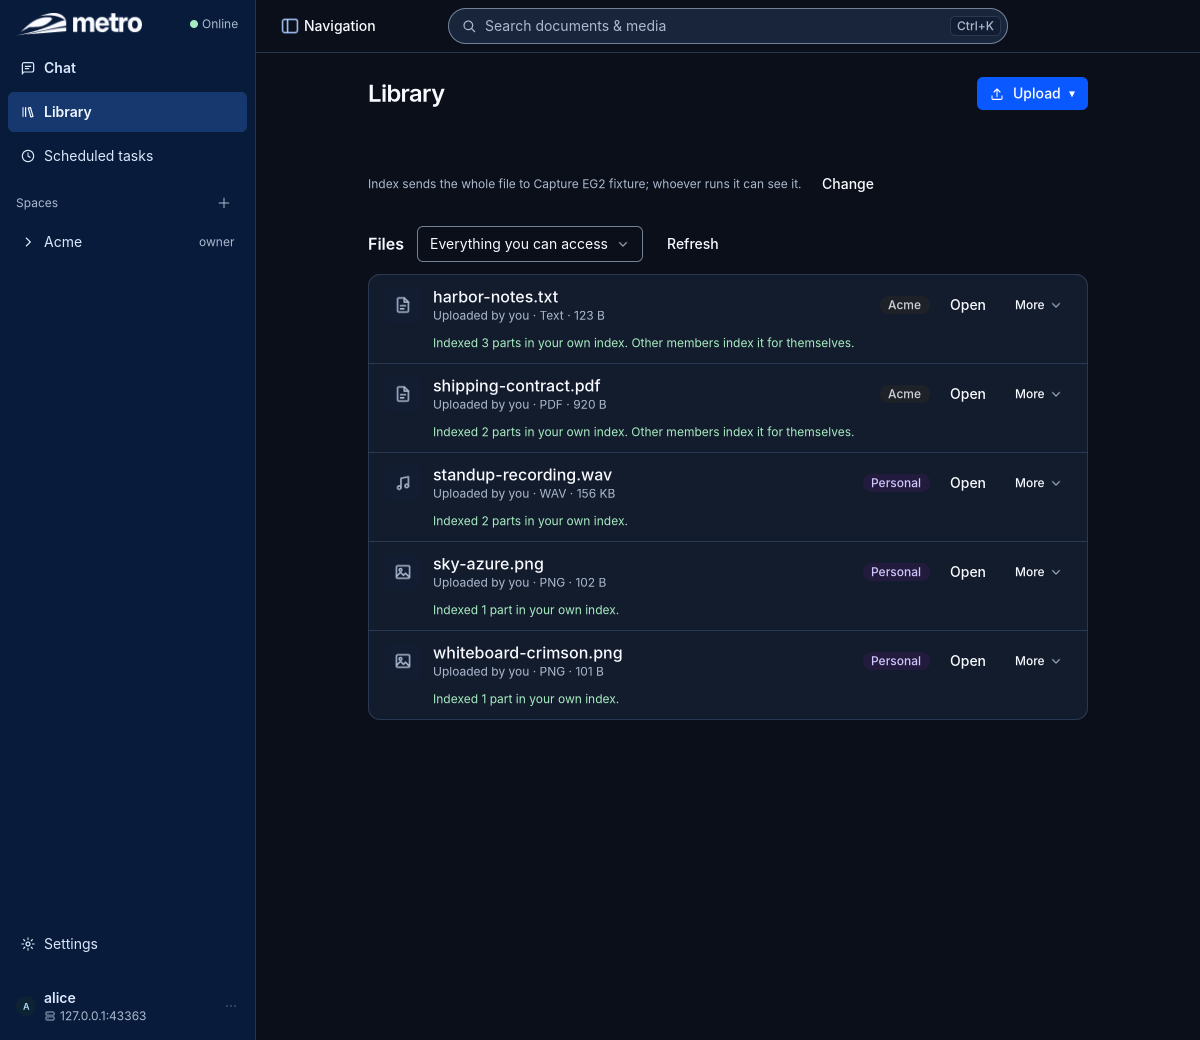 metro
Online
Chat
Library
Scheduled tasks
Spaces
Acme
owner
Settings
A
alice
127.0.0.1:43363
Navigation
Search documents & media
Ctrl+K
Library
Upload ▾
Index sends the whole file to Capture EG2 fixture; whoever runs it can see it.
Change
Files
Everything you can access
Refresh
harbor-notes.txt
Uploaded by you · Text · 123 B
Acme
Open
More
Indexed 3 parts in your own index. Other members index it for themselves.
shipping-contract.pdf
Uploaded by you · PDF · 920 B
Acme
Open
More
Indexed 2 parts in your own index. Other members index it for themselves.
standup-recording.wav
Uploaded by you · WAV · 156 KB
Personal
Open
More
Indexed 2 parts in your own index.
sky-azure.png
Uploaded by you · PNG · 102 B
Personal
Open
More
Indexed 1 part in your own index.
whiteboard-crimson.png
Uploaded by you · PNG · 101 B
Personal
Open
More
Indexed 1 part in your own index.